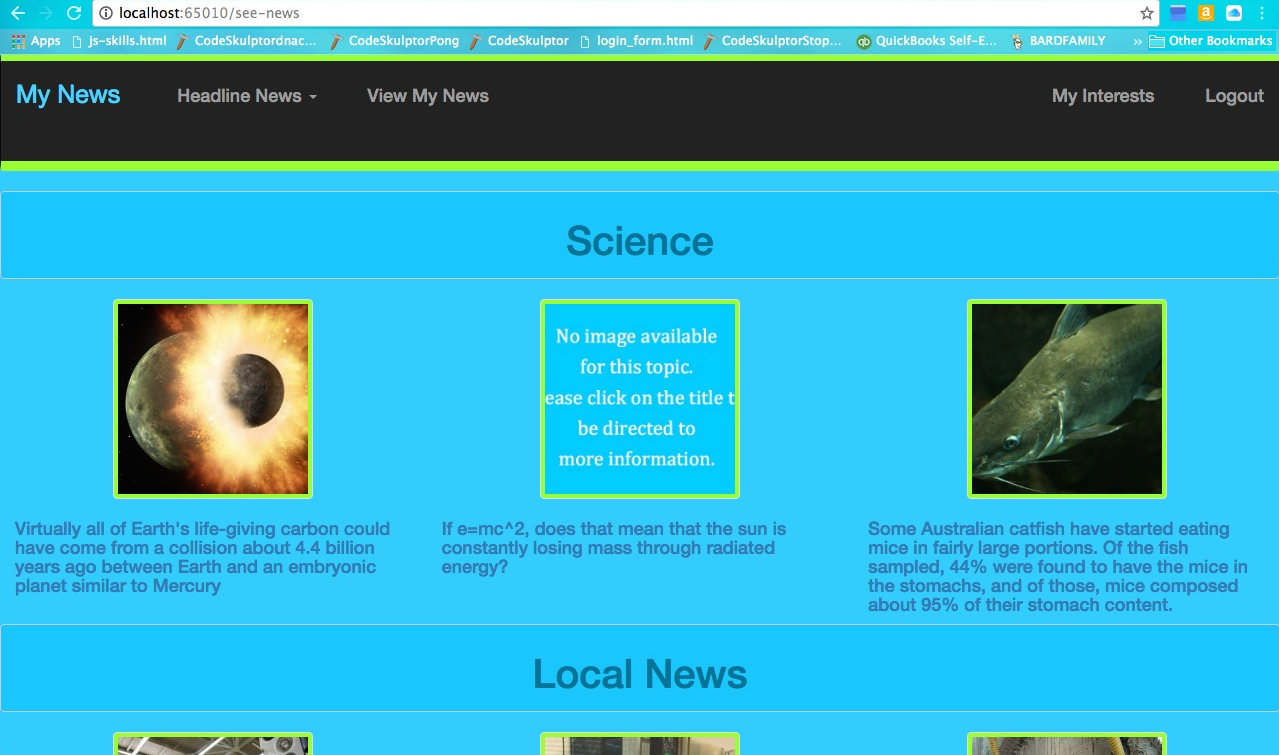 localhost:65010/see-news
Apps js-skills.html CodeSkulptordnac... CodeSkulptorPong CodeSkulptor login_form.html CodeSkulptorStop... QuickBooks Self-E... BARDFAMILY » Other Bookmarks
My News Headline News View My News My Interests Logout
Science
No image available
for this topic.
ease click on the title t
be directed to
more information.
Virtually all of Earth's life-giving carbon could
have come from a collision about 4.4 billion
years ago between Earth and an embryonic
planet similar to Mercury
If e=mc^2, does that mean that the sun is
constantly losing mass through radiated
energy?
Some Australian catfish have started eating
mice in fairly large portions. Of the fish
sampled, 44% were found to have the mice in
the stomachs, and of those, mice composed
about 95% of their stomach content.
Local News